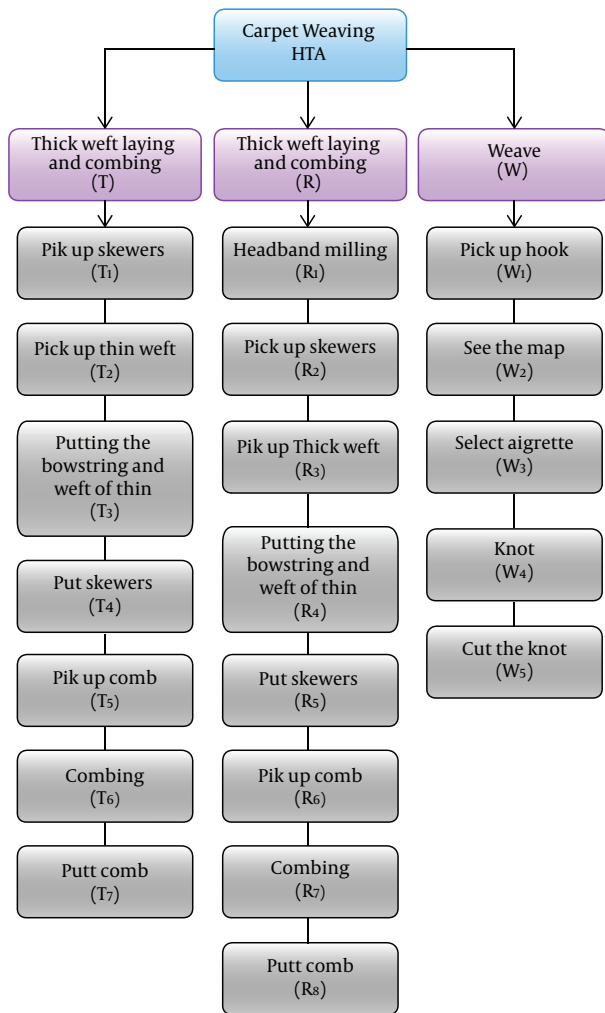 Carpet Weaving
HTA
Thick weft laying
and combing
(T)
Thick weft laying
and combing
(R)
Weave
(W)
Pik up skewers
(T1)
Pick up thin weft
(T2)
Putting the
bowstring and
weft of thin
(T3)
Put skewers
(T4)
Pik up comb
(T5)
Combing
(T6)
Putt comb
(T7)
Headband milling
(R1)
Pick up skewers
(R2)
Pik up Thick weft
(R3)
Putting the
bowstring and
weft of thin
(R4)
Put skewers
(R5)
Pik up comb
(R6)
Combing
(R7)
Putt comb
(R8)
Pick up hook
(W1)
See the map
(W2)
Select aigrette
(W3)
Knot
(W4)
Cut the knot
(W5)